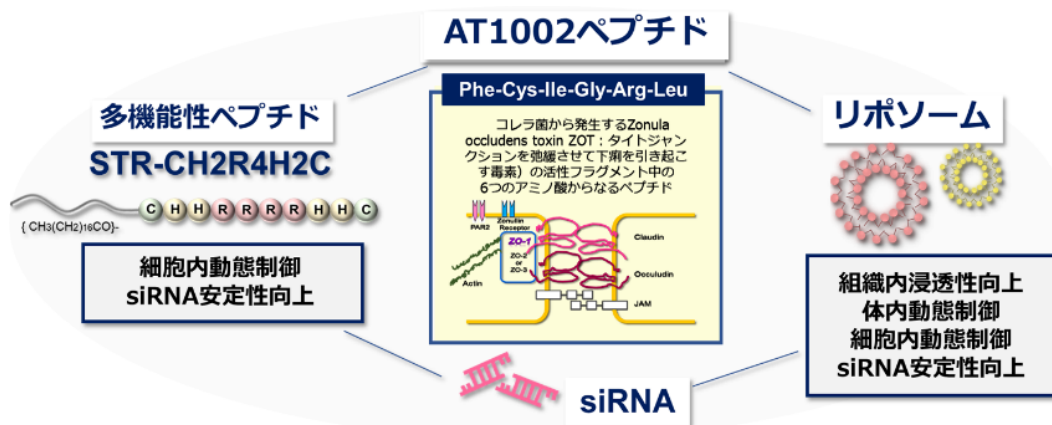 AT1002ペプチド
Phe-Cys-Ile-Gly-Arg-Leu
コレラ菌から発生するZonula
occludens toxin ZOT:タイトジャン
クションを弛緩させて下痢を引き起こ
す毒素)の活性フラグメント中の
6つのアミノ酸からなるペプチド
PAR2
Zonulin
Receptor
ZO-1
ZO-2
or
ZO-3
Actin
Claudin
Occludin
JAM
多機能性ペプチド
STR-CH2R4H2C
C H H R R R R H H C
{ CH3(CH2)16CO}-
細胞内動態制御
siRNA安定性向上
リポソーム
組織内浸透性向上
体内動態制御
細胞内動態制御
siRNA安定性向上
siRNA